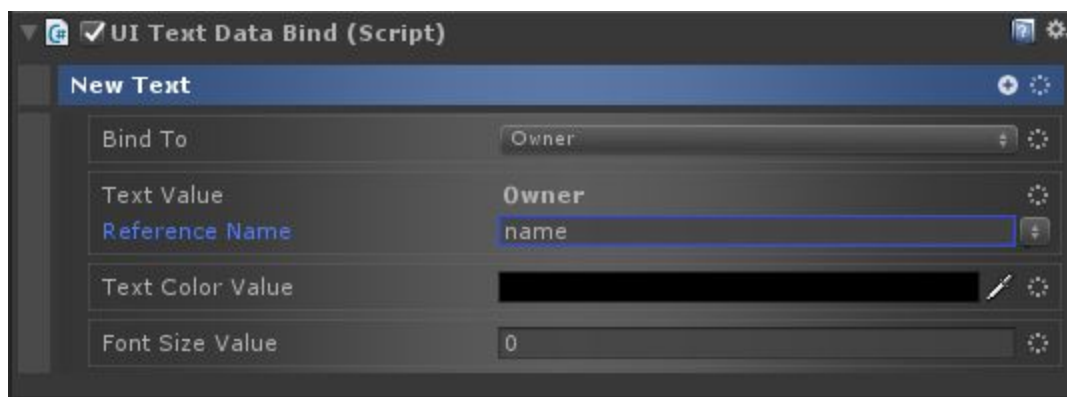 UI Text Data Bind (Script)
New Text
Bind To Owner
Text Value Owner
Reference Name name
Text Color Value
Font Size Value 0